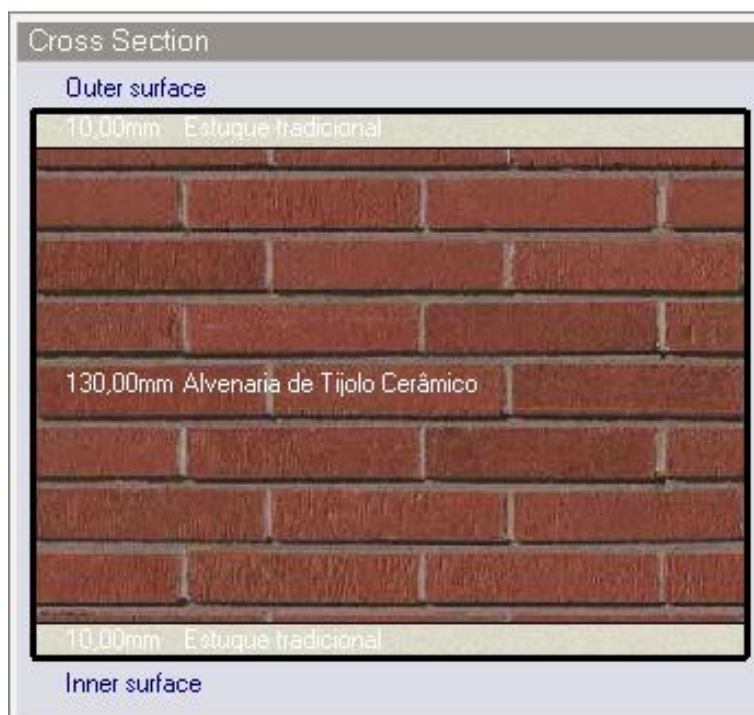 Cross Section
Outer surface
10,00mm Estuque tradicional
130,00mm Alvenaria de Tijolo Cerâmico
10,00mm Estuque tradicional
Inner surface